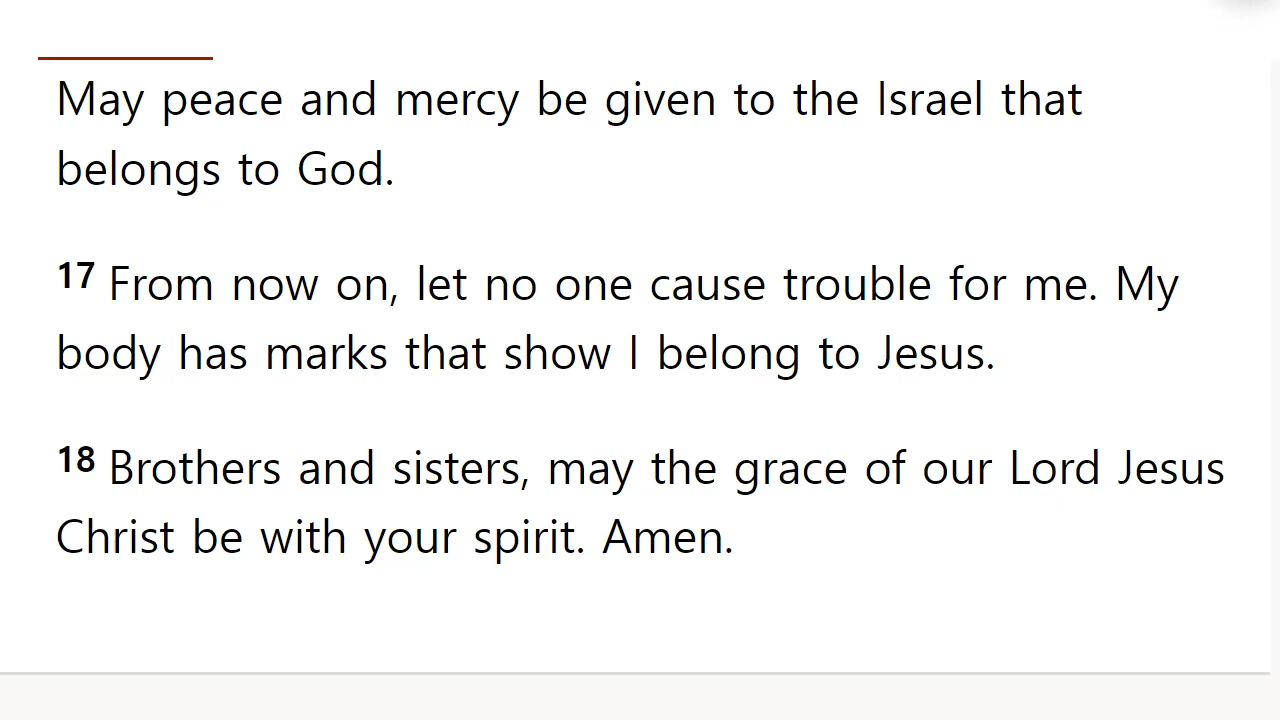 May peace and mercy be given to the Israel that
belongs to God.
17 From now on, let no one cause trouble for me. My
body has marks that show I belong to Jesus.
18 Brothers and sisters, may the grace of our Lord Jesus
Christ be with your spirit. Amen.